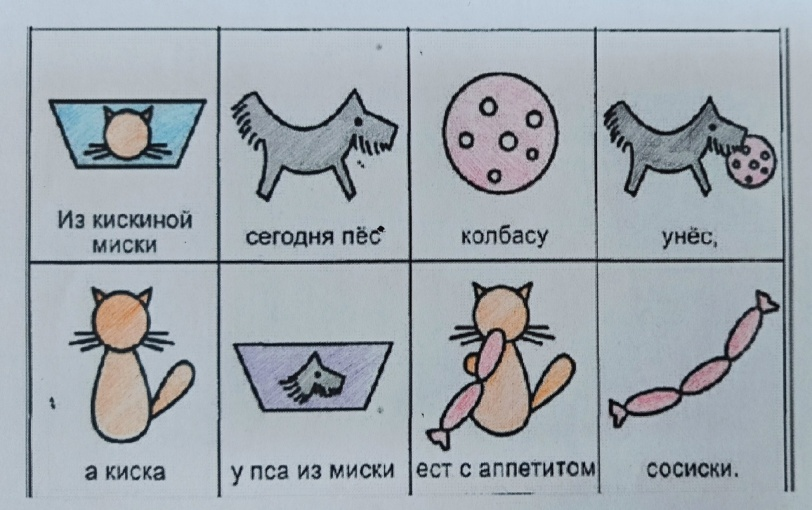 Из кискиной
миски
сегодня пёс
колбасу
унёс,
а киска
у пса из миски
ест с аппетитом
сосиски.